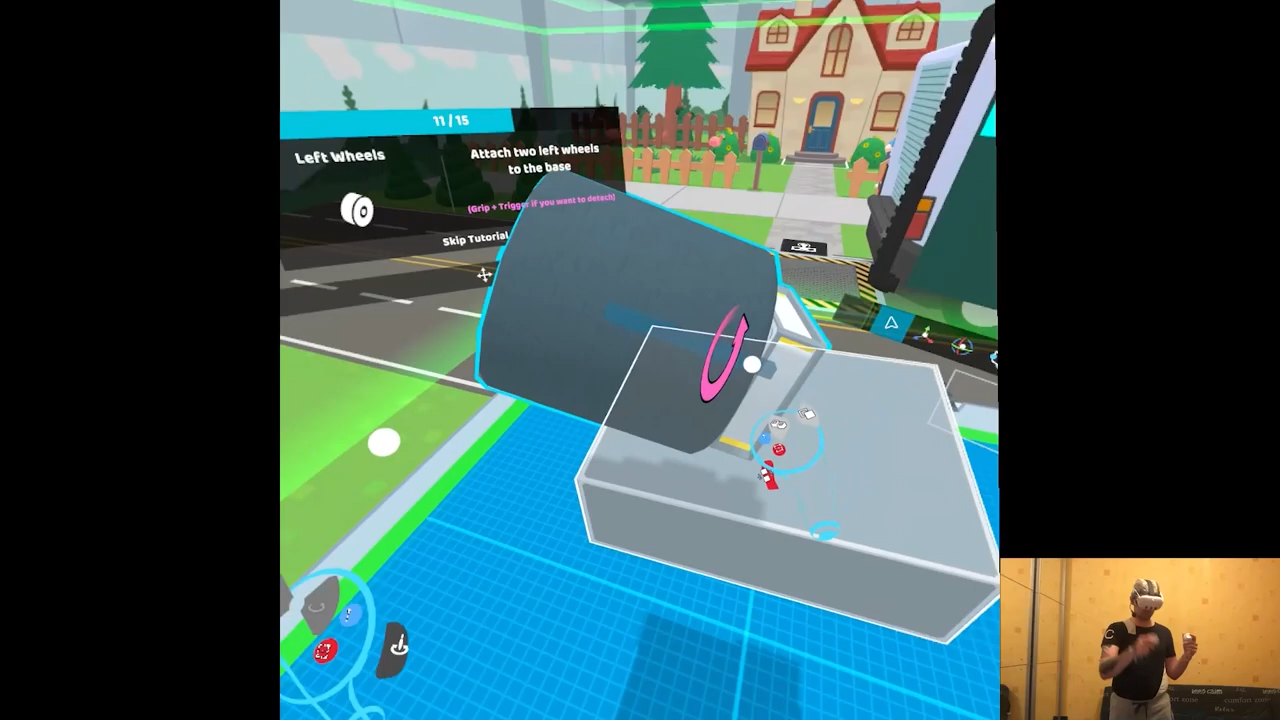 11 / 15
Left Wheels
Attach two left wheels
to the base
(Grip + Trigger if you want to detach)
Skip Tutorial